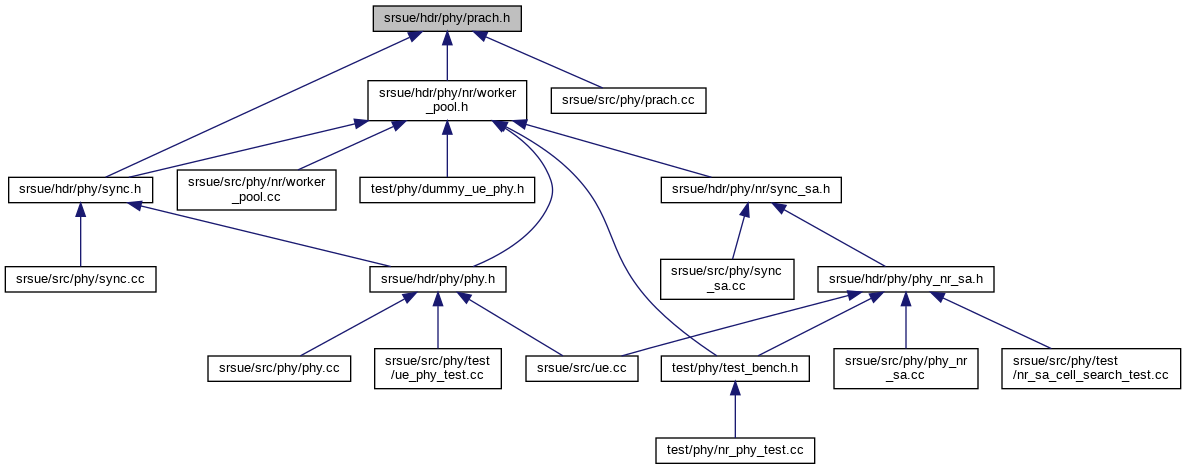 srsue/hdr/phy/prach.h
srsue/hdr/phy/nr/worker
_pool.h
srsue/src/phy/prach.cc
srsue/hdr/phy/sync.h
srsue/src/phy/nr/worker
_pool.cc
test/phy/dummy_ue_phy.h
srsue/hdr/phy/nr/sync_sa.h
srsue/src/phy/sync.cc
srsue/hdr/phy/phy.h
srsue/src/phy/sync
_sa.cc
srsue/hdr/phy/phy_nr_sa.h
srsue/src/phy/phy.cc
srsue/src/phy/test
/ue_phy_test.cc
srsue/src/ue.cc
test/phy/test_bench.h
srsue/src/phy/phy_nr
_sa.cc
srsue/src/phy/test
/nr_sa_cell_search_test.cc
test/phy/nr_phy_test.cc